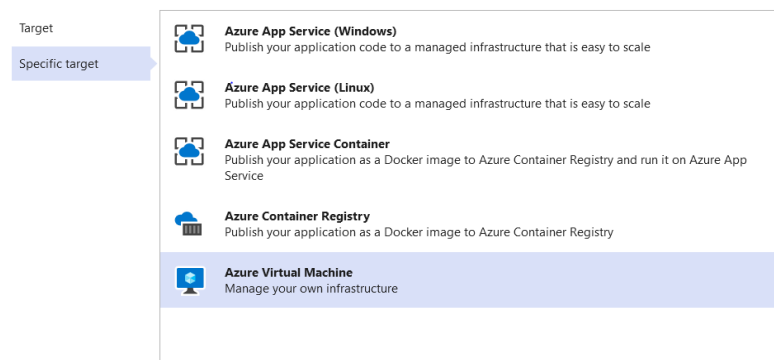 Target
Specific target
Azure App Service (Windows)
Publish your application code to a managed infrastructure that is easy to scale
Azure App Service (Linux)
Publish your application code to a managed infrastructure that is easy to scale
Azure App Service Container
Publish your application as a Docker image to Azure Container Registry and run it on Azure App
Service
Azure Container Registry
Publish your application as a Docker image to Azure Container Registry
Azure Virtual Machine
Manage your own infrastructure